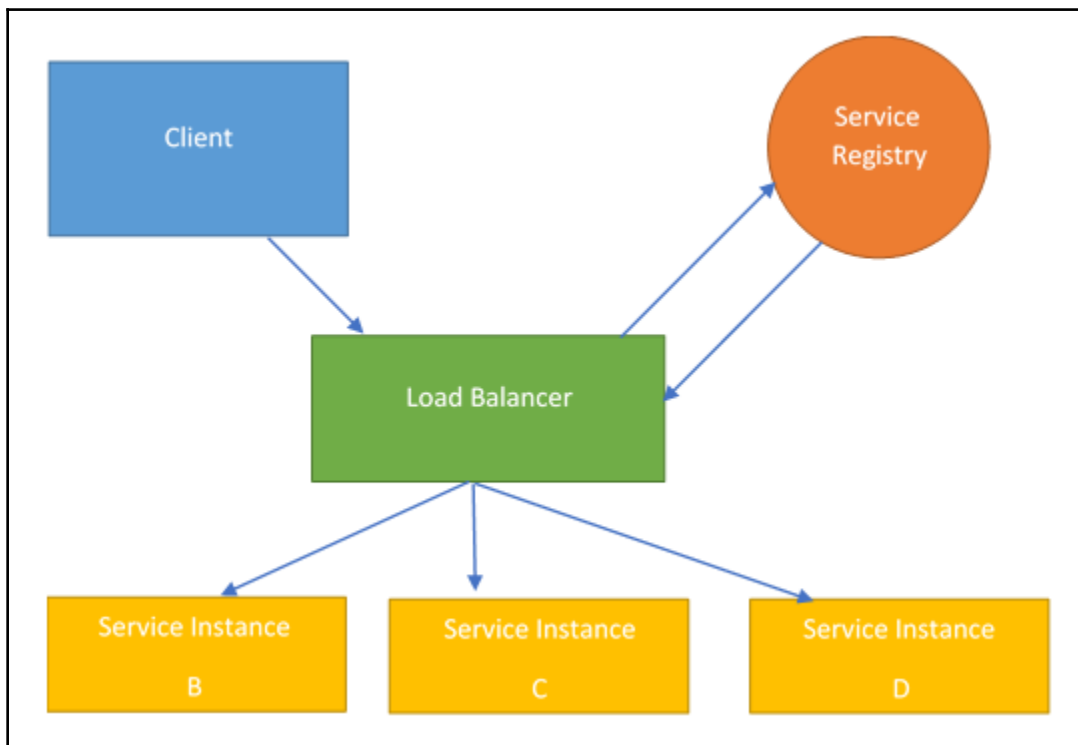 Client
Service
Registry
Load Balancer
Service Instance
B
Service Instance
C
Service Instance
D